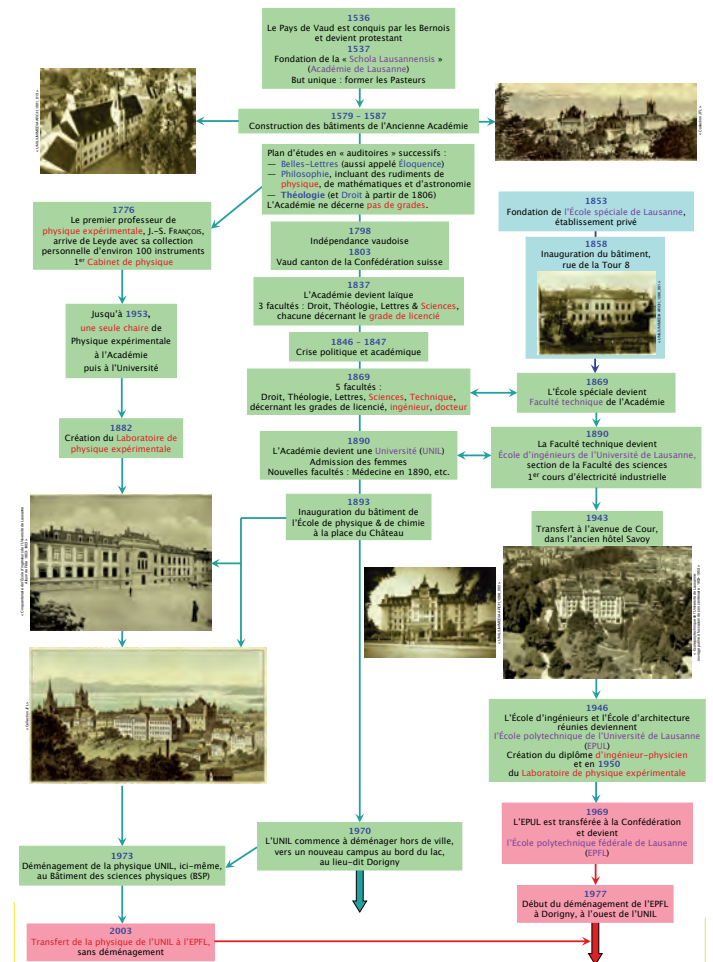 1536
Le Pays de Vaud est conquis par les Bernois
et devient protestant
1537
Fondation de la « Schola Lausannensis »
(Académie de Lausanne)
But unique : former les Pasteurs
1579 – 1587
Construction des bâtiments de l'Ancienne Académie
Plan d'études en « auditoires » successifs :
— Belles-Lettres (aussi appelé Éloquence)
— Philosophie, incluant des rudiments de
physique, de mathématiques et d'astronomie
— Théologie (et Droit à partir de 1806)
L'Académie ne décerne pas de grades.
1776
Le premier professeur de
physique expérimentale, J.-S. FRANÇOIS,
arrive de Leyde avec sa collection
personnelle d'environ 100 instruments
1er Cabinet de physique
1798
Indépendance vaudoise
1803
Vaud canton de la Confédération suisse
1853
Fondation de l'École spéciale de Lausanne,
établissement privé
1858
Inauguration du bâtiment,
rue de la Tour 8
1837
L'Académie devient laïque
3 facultés : Droit, Théologie, Lettres & Sciences,
chacune décernant le grade de licencié
Jusqu'à 1953,
une seule chaire de
Physique expérimentale
à l'Académie
puis à l'Université
1846 – 1847
Crise politique et académique
1869
5 facultés :
Droit, Théologie, Lettres, Sciences, Technique,
décernant les grades de licencié, ingénieur, docteur
1869
L'École spéciale devient
Faculté technique de l'Académie
1882
Création du Laboratoire de
physique expérimentale
1890
L'Académie devient une Université (UNIL)
Admission des femmes
Nouvelles facultés : Médecine en 1890, etc.
1890
La Faculté technique devient
École d'ingénieurs de l'Université de Lausanne,
section de la Faculté des sciences
1er cours d'électricité industrielle
1893
Inauguration du bâtiment de
l'École de physique & de chimie
à la place du Château
1943
Transfert à l'avenue de Cour,
dans l'ancien hôtel Savoy
1946
L'École d'ingénieurs et l'École d'architecture
réunies deviennent
l'École polytechnique de l'Université de Lausanne
(EPUL)
Création du diplôme d'ingénieur-physicien
et en 1950
du Laboratoire de physique expérimentale
1969
L'EPUL est transférée à la Confédération
et devient
l'École polytechnique fédérale de Lausanne
(EPFL)
1970
L'UNIL commence à déménager hors de ville,
vers un nouveau campus au bord du lac,
au lieu-dit Dorigny
1973
Déménagement de la physique UNIL, ici-même,
au Bâtiment des sciences physiques (BSP)
1977
Début du déménagement de l'EPFL
à Dorigny, à l'ouest de l'UNIL
2003
Transfert de la physique de l'UNIL à l'EPFL,
sans déménagement